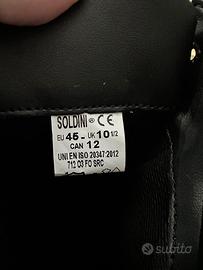 SOLDINI CE
EU 45 - UK 10 1/2
CAN 12
UNI EN ISO 20347:2012
712 O3 FO SRC
subito